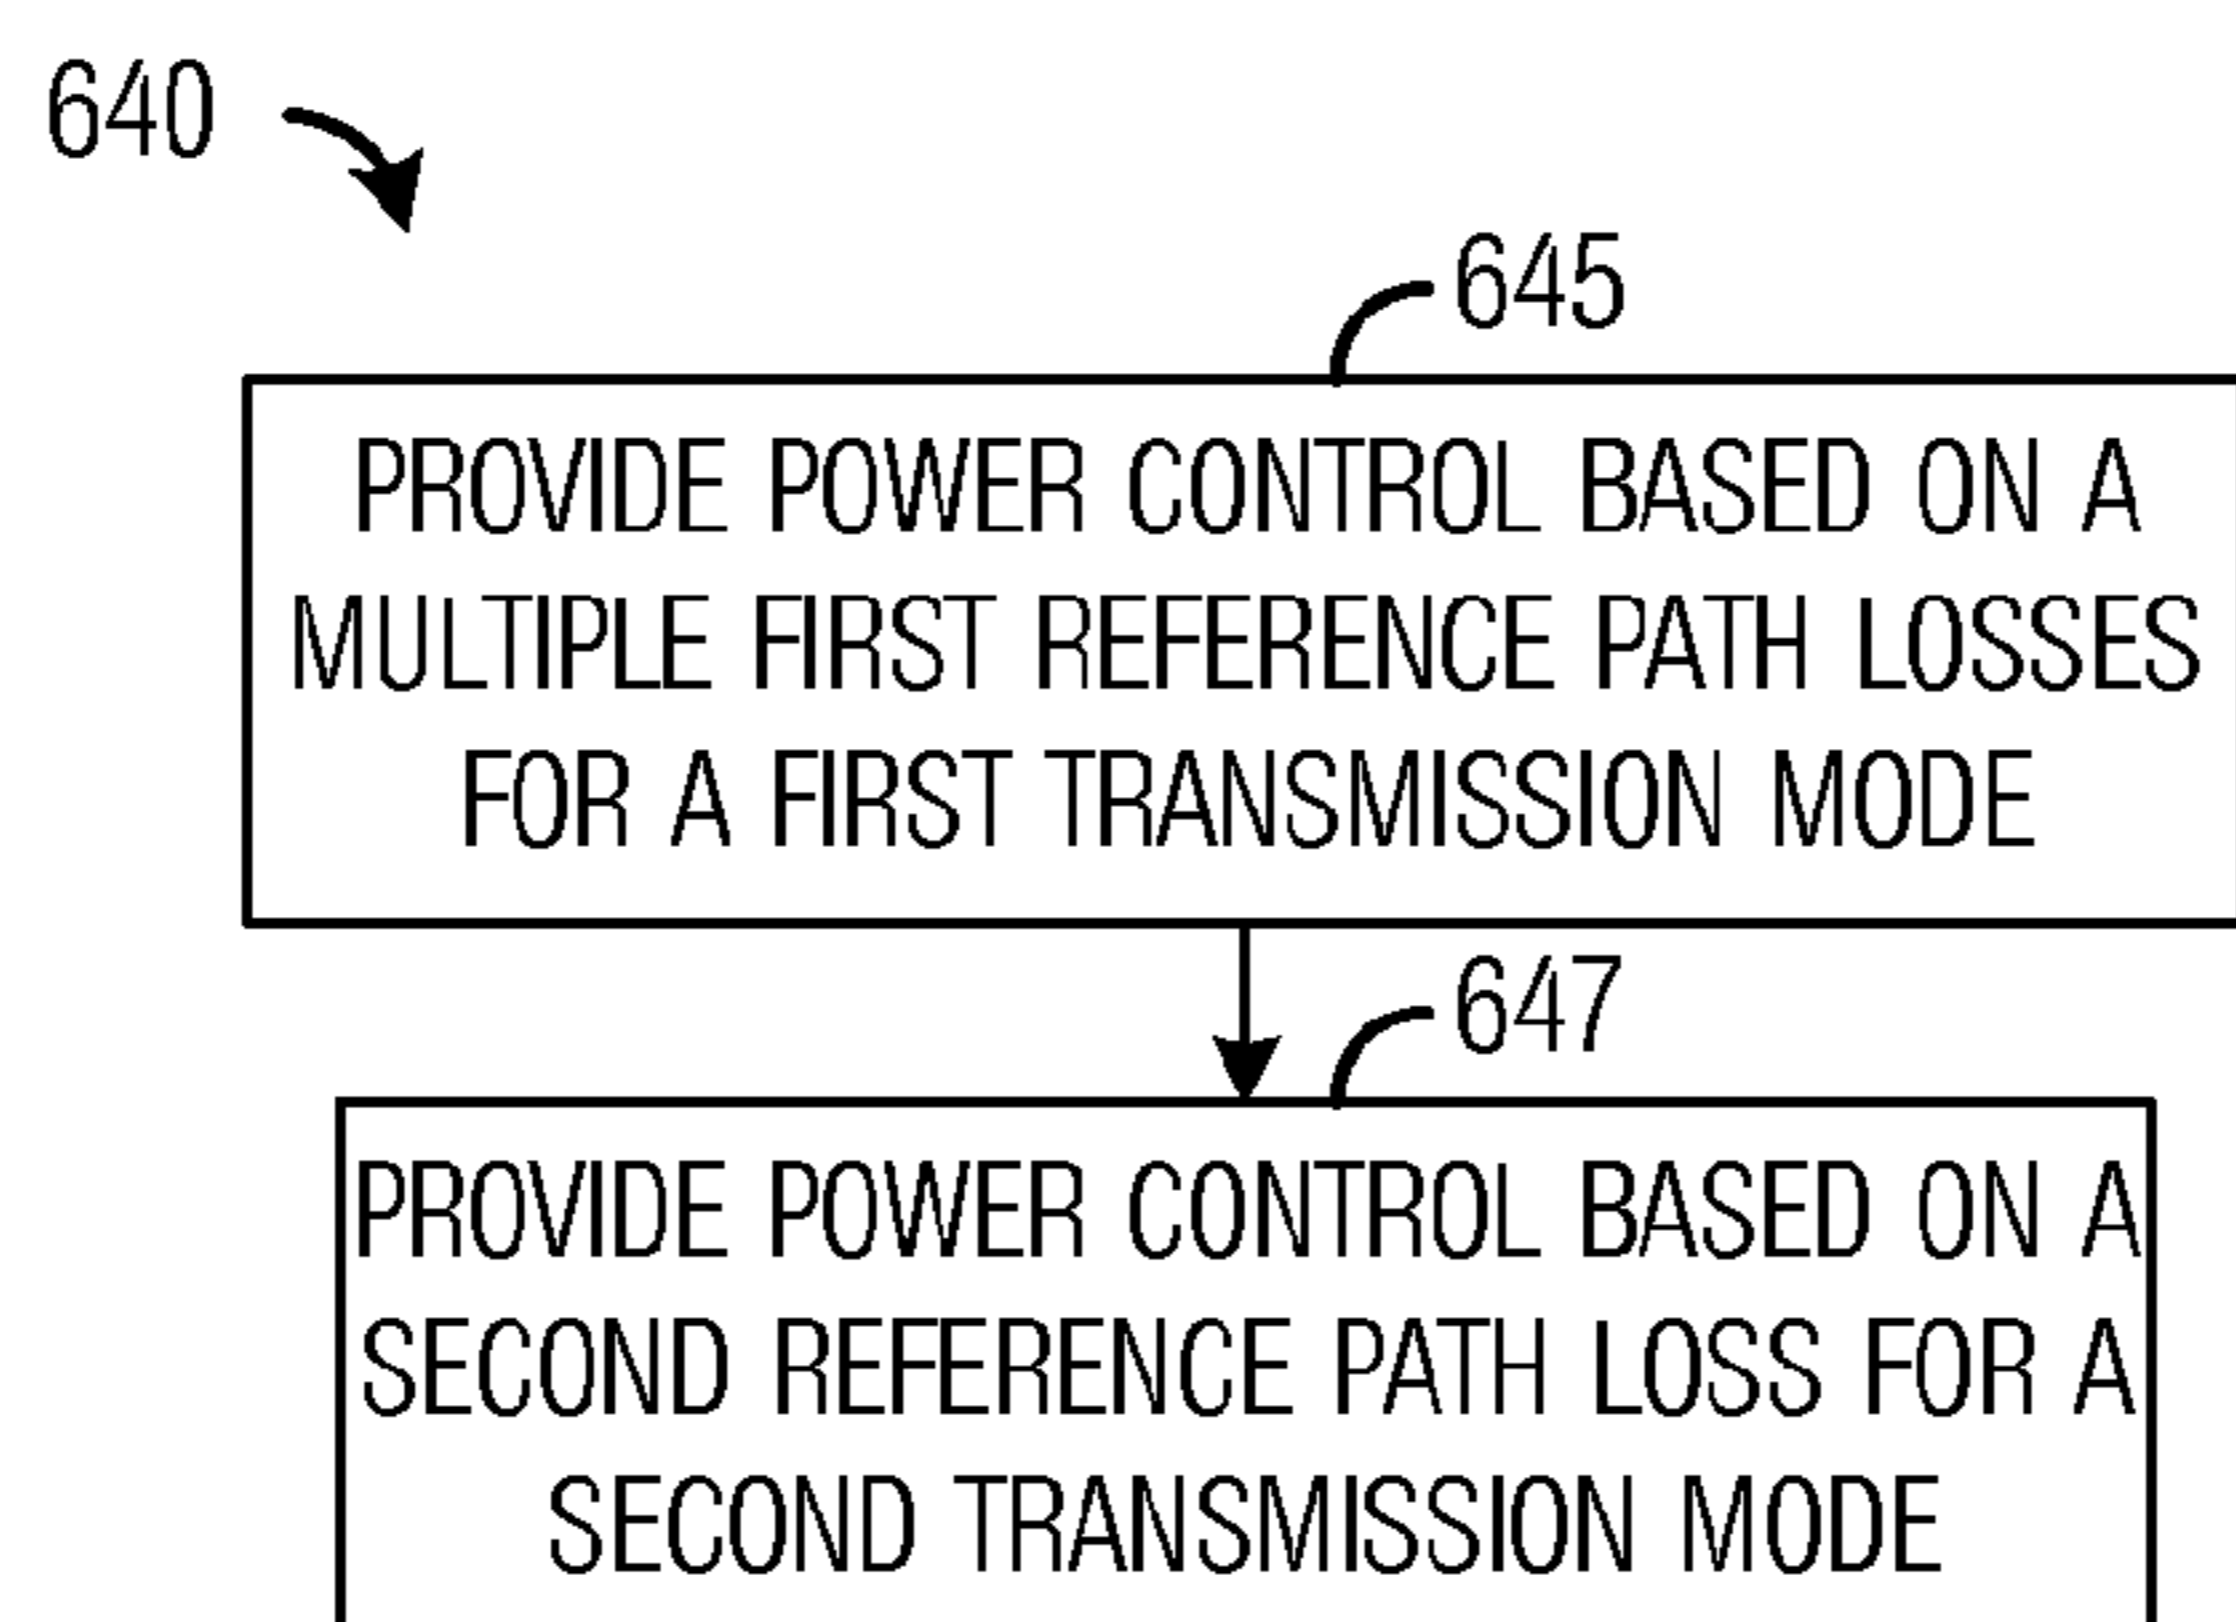 640
645
PROVIDE POWER CONTROL BASED ON A
MULTIPLE FIRST REFERENCE PATH LOSSES
FOR A FIRST TRANSMISSION MODE
647
PROVIDE POWER CONTROL BASED ON A
SECOND REFERENCE PATH LOSS FOR A
SECOND TRANSMISSION MODE